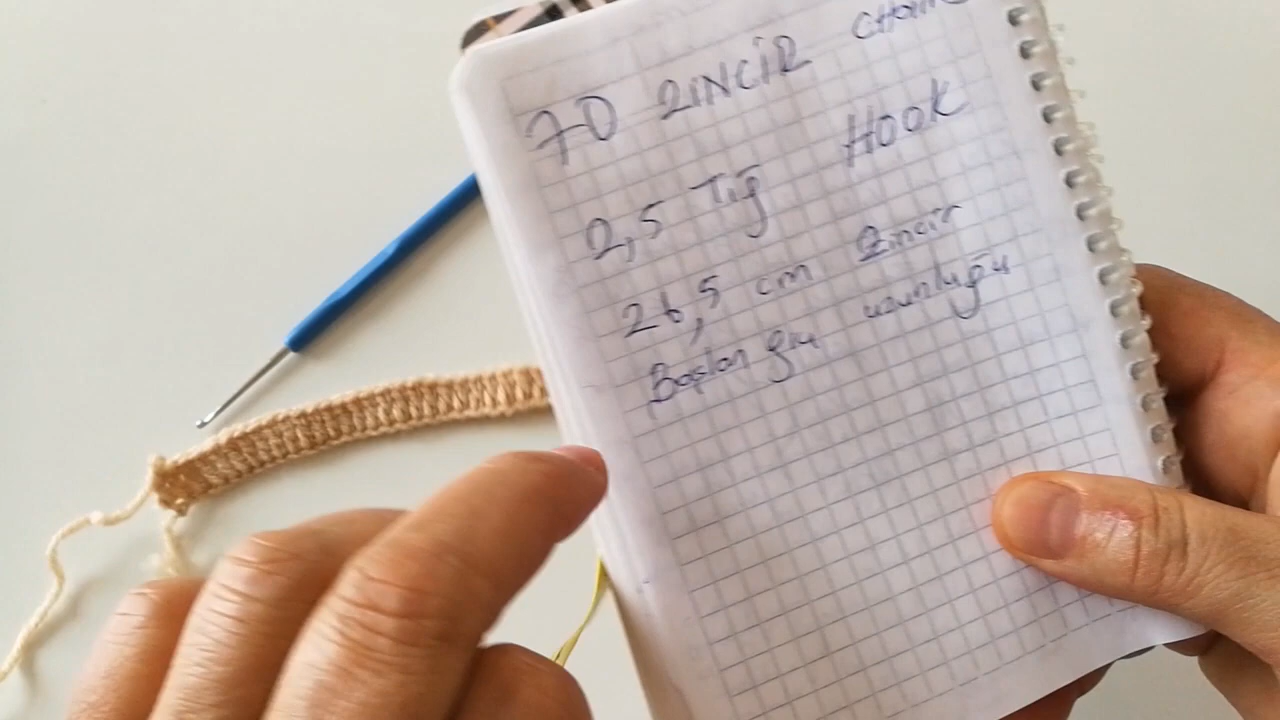 70 ZINCIR CHAIN
2,5 Tığ HOOK
26,5 cm Zincir
Başlangıç uzunluğu